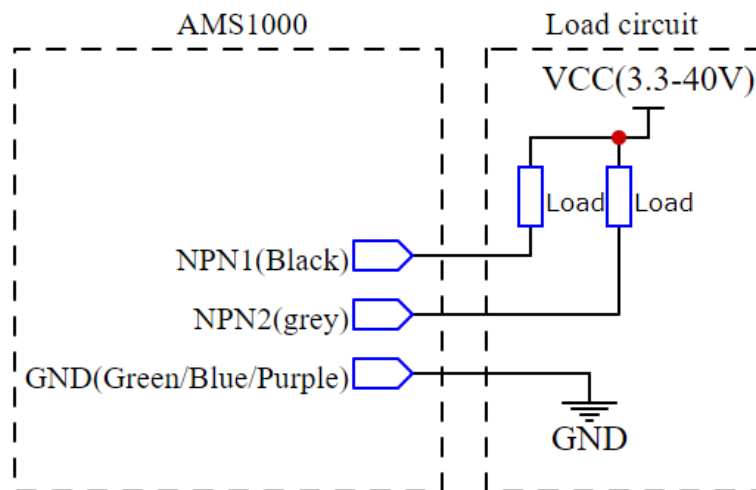 AMS1000
Load circuit
VCC(3.3-40V)
Load
Load
NPN1(Black)
NPN2(grey)
GND(Green/Blue/Purple)
GND